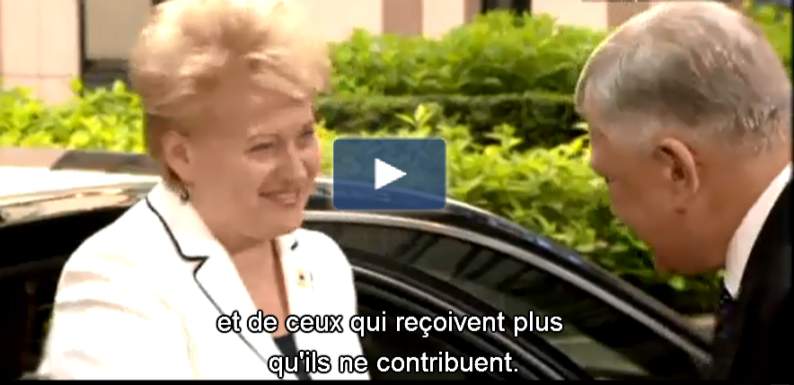 et de ceux qui reçoivent plus
qu'ils ne contribuent.